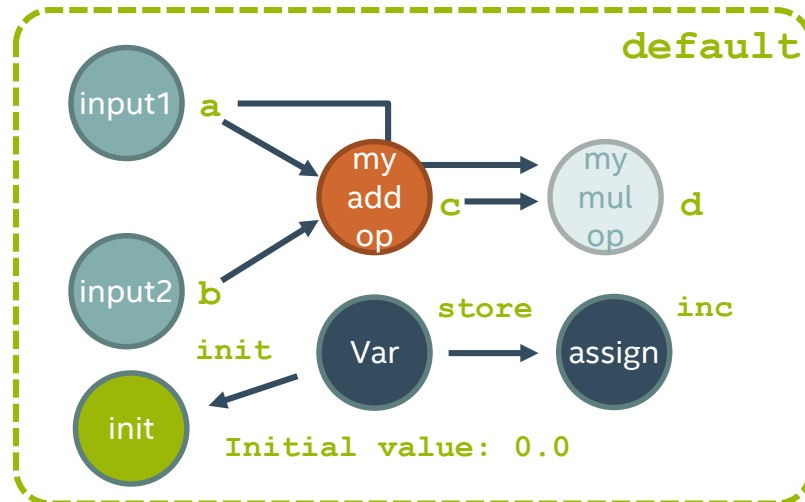 default
input1
a
my
add
op
c
my
mul
op
d
input2
b
init
Var
store
assign
inc
init
Initial value: 0.0